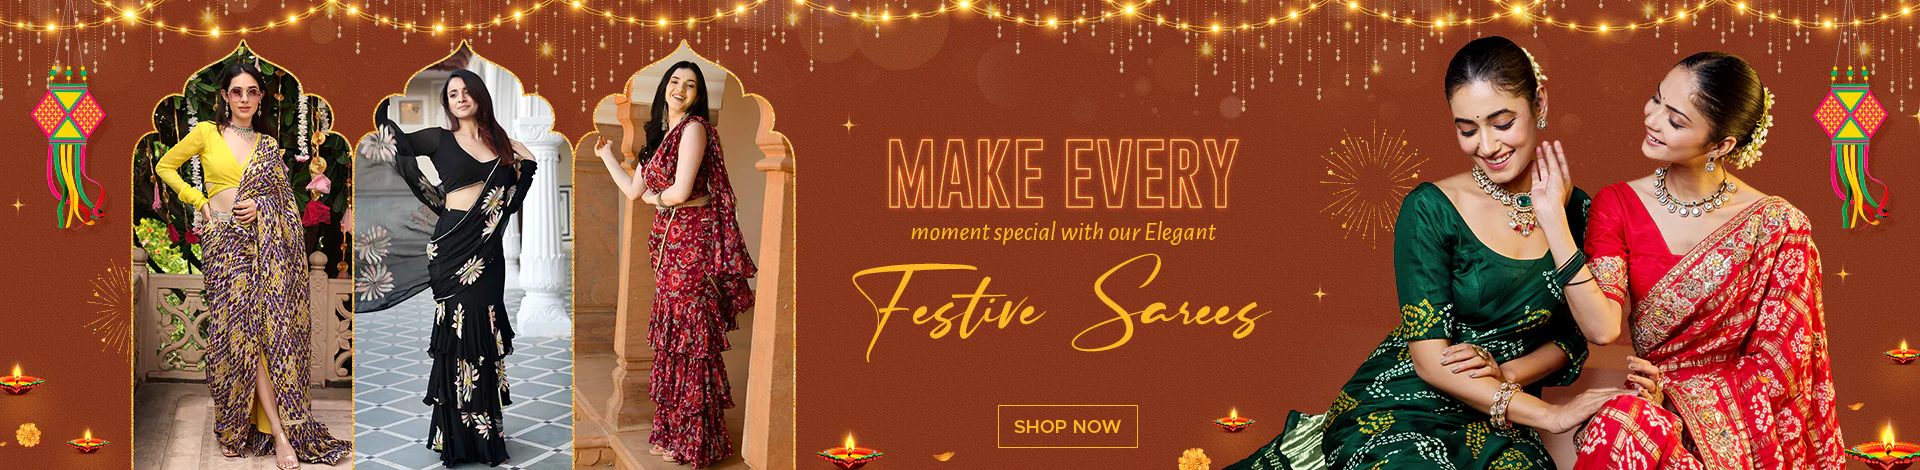 MAKE EVERY
moment special with our Elegant
Festive Sarees
SHOP NOW